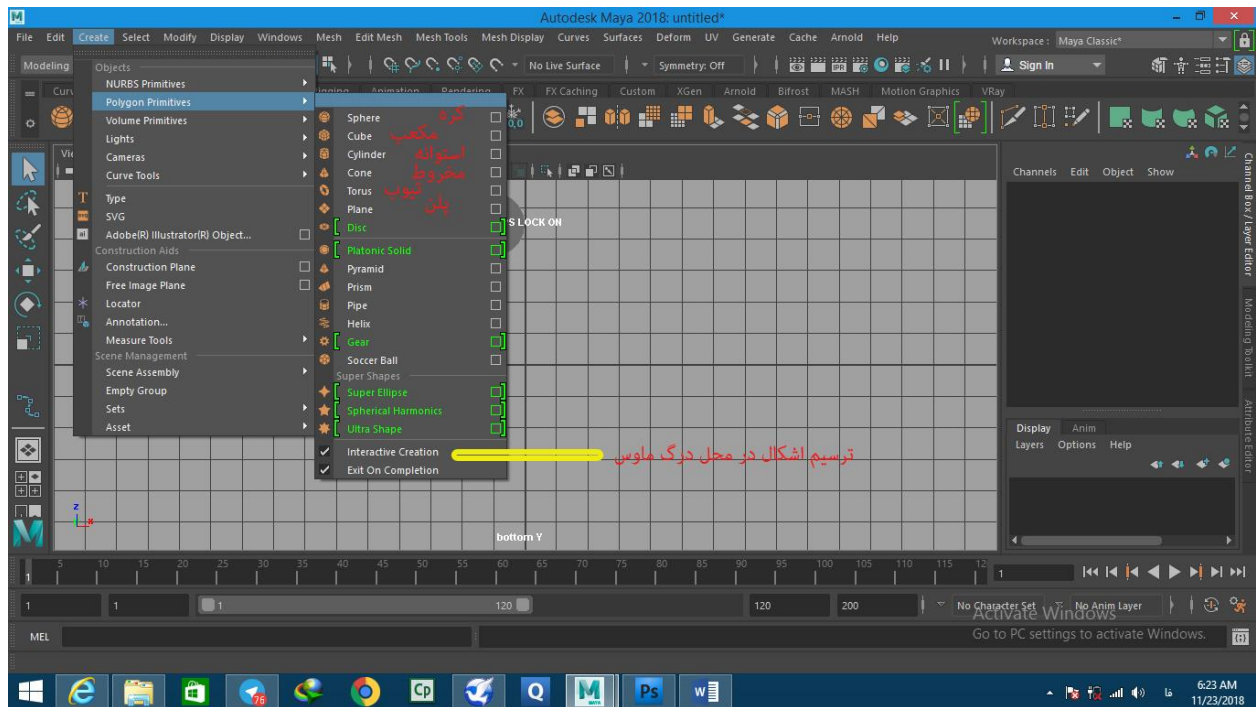 Autodesk Maya 2018: untitled*
File Edit Create Select Modify Display Windows Mesh Edit Mesh Mesh Tools Mesh Display Curves Surfaces Deform UV Generate Cache Arnold Help
Workspace: Maya Classic*
Modeling
No Live Surface
Symmetry: Off
Sign In
Rendering FX FX Caching Custom XGen Arnold Bifrost MASH Motion Graphics VRay
Objects
NURBS Primitives
Polygon Primitives
Volume Primitives
Lights
Cameras
Curve Tools
Type
SVG
Adobe(R) Illustrator(R) Object...
Construction Aids
Construction Plane
Free Image Plane
Locator
Annotation...
Measure Tools
Scene Management
Scene Assembly
Empty Group
Sets
Asset
Sphere کره
Cube مکعب
Cylinder استوانه
Cone مخروط
Torus تیوب
Plane پلن
Disc
Platonic Solid
Pyramid
Prism
Pipe
Helix
Gear
Soccer Ball
Super Shapes
Super Ellipse
Spherical Harmonics
Ultra Shape
Interactive Creation ترسیم اشکال در محل درگ ماوس
Exit On Completion
S LOCK ON
bottom Y
z
x
Channels Edit Object Show
Channel Box / Layer Editor
Modeling Toolkit
Attribute Editor
Display Anim
Layers Options Help
1 5 10 15 20 25 30 35 40 45 50 55 60 65 70 75 80 85 90 95 100 105 110 115 12
1
1 1 1 120 120 200
No Character Set No Anim Layer
Activate Windows
Go to PC settings to activate Windows.
MEL
76
Cp
Q
MAYA
Ps
W
فا
6:23 AM
11/23/2018